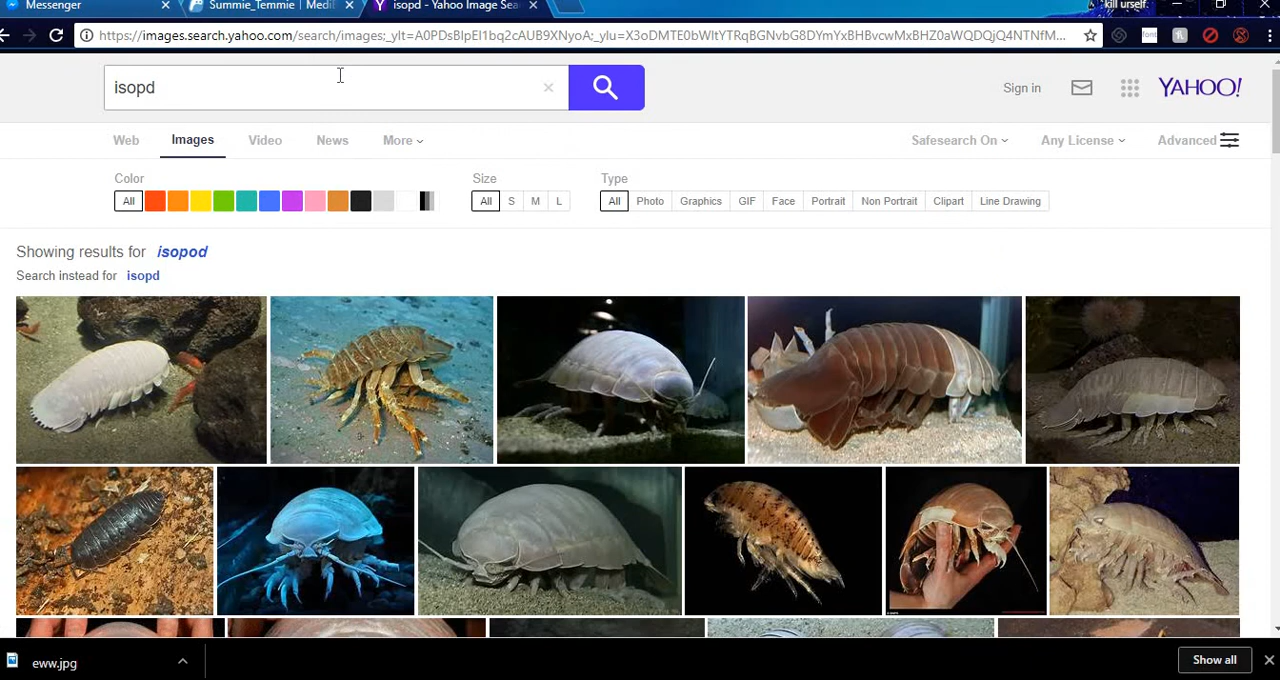 Messenger
Summie_Temmie | Medi
isopd - Yahoo Image Sea
kill urself.
https://images.search.yahoo.com/search/images;_ylt=A0PDsBlpEI1bq2cAUB9XNyoA;_ylu=X3oDMTE0bWltYTRqBGNvbG8DYmYxBHBvcwMxBHZ0aWQDQjQ4NTNfM...
font
isopd
Sign in
YAHOO!
Web
Images
Video
News
More
Safesearch On
Any License
Advanced
Color
Size
Type
All
All
S
M
L
All
Photo
Graphics
GIF
Face
Portrait
Non Portrait
Clipart
Line Drawing
Showing results for isopod
Search instead for isopd
eww.jpg
Show all